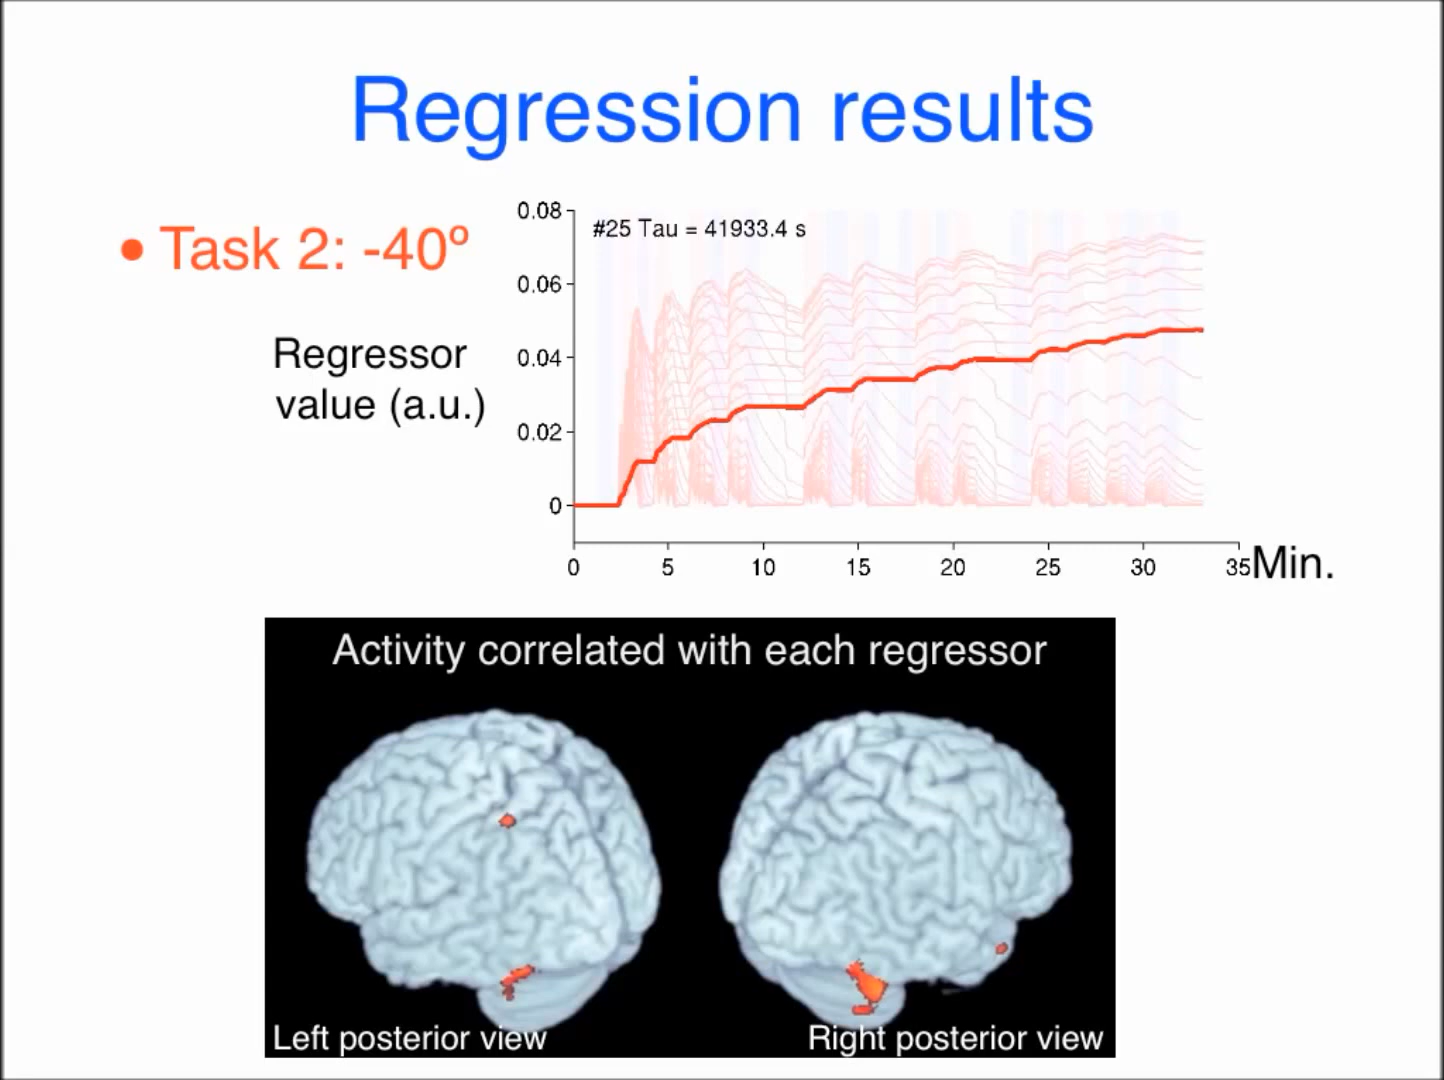 Regression results
• Task 2: -40º
#25 Tau = 41933.4 s
Regressor
value (a.u.)
0.08
0.06
0.04
0.02
0
0 5 10 15 20 25 30 35 Min.
Activity correlated with each regressor
Left posterior view
Right posterior view